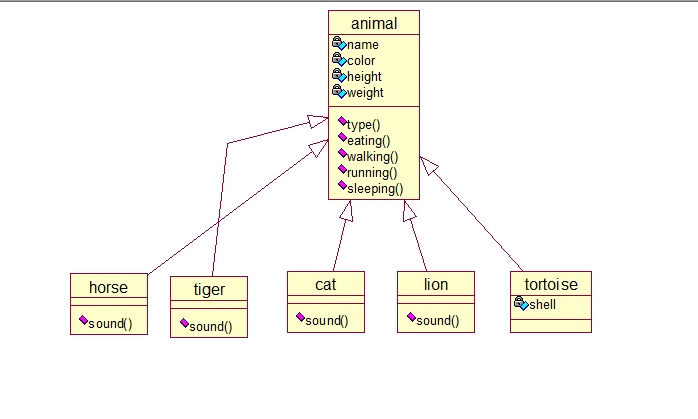 animal
name
color
height
weight
type()
eating()
walking()
running()
sleeping()
horse
sound()
tiger
sound()
cat
sound()
lion
sound()
tortoise
shell